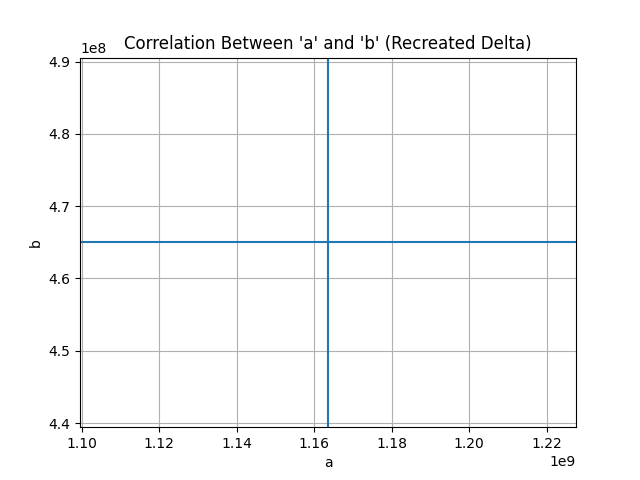 Correlation Between 'a' and 'b' (Recreated Delta)
1e8
4.9
4.8
4.7
4.6
4.5
4.4
b
1.10 1.12 1.14 1.16 1.18 1.20 1.22
1e9
a